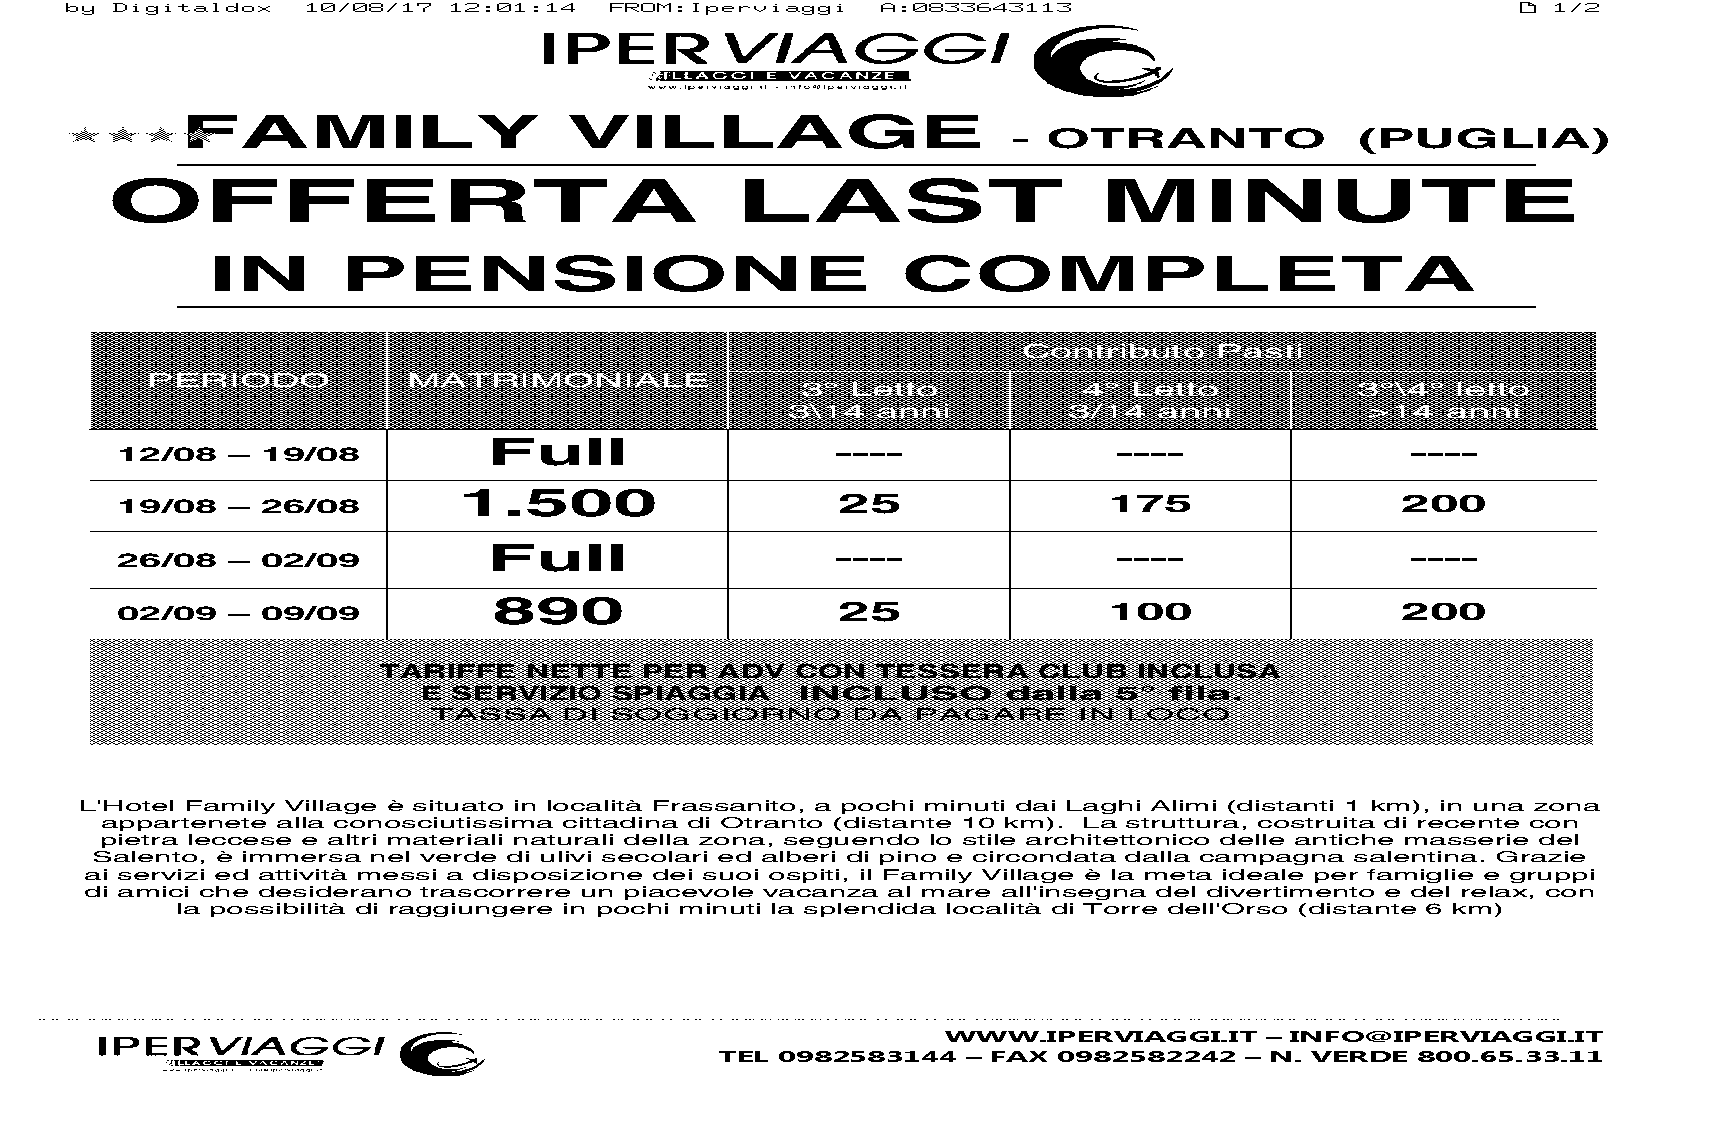 by Digitaldox 10/08/17 12:01:14 FROM:Iperviaggi A:0833643113 1/2
IPERVIAGGI
VILLAGGI E VACANZE
www.iperviaggi.it - info@iperviaggi.it
FAMILY VILLAGE - OTRANTO (PUGLIA)
OFFERTA LAST MINUTE
IN PENSIONE COMPLETA
PERIODO MATRIMONIALE Contributo Pasti
3° Letto 3\14 anni 4° Letto 3/14 anni 3°\4° letto >14 anni
12/08 – 19/08 Full ---- ---- ----
19/08 – 26/08 1.500 25 175 200
26/08 – 02/09 Full ---- ---- ----
02/09 – 09/09 890 25 100 200
TARIFFE NETTE PER ADV CON TESSERA CLUB INCLUSA
E SERVIZIO SPIAGGIA INCLUSO dalla 5° fila.
TASSA DI SOGGIORNO DA PAGARE IN LOCO
L'Hotel Family Village è situato in località Frassanito, a pochi minuti dai Laghi Alimi (distanti 1 km), in una zona
appartenete alla conosciutissima cittadina di Otranto (distante 10 km). La struttura, costruita di recente con
pietra leccese e altri materiali naturali della zona, seguendo lo stile architettonico delle antiche masserie del
Salento, è immersa nel verde di ulivi secolari ed alberi di pino e circondata dalla campagna salentina. Grazie
ai servizi ed attività messi a disposizione dei suoi ospiti, il Family Village è la meta ideale per famiglie e gruppi
di amici che desiderano trascorrere un piacevole vacanza al mare all'insegna del divertimento e del relax, con
la possibilità di raggiungere in pochi minuti la splendida località di Torre dell'Orso (distante 6 km)
IPERVIAGGI
VILLAGGI E VACANZE
WWW.IPERVIAGGI.IT – INFO@IPERVIAGGI.IT
TEL 0982583144 – FAX 0982582242 – N. VERDE 800.65.33.11